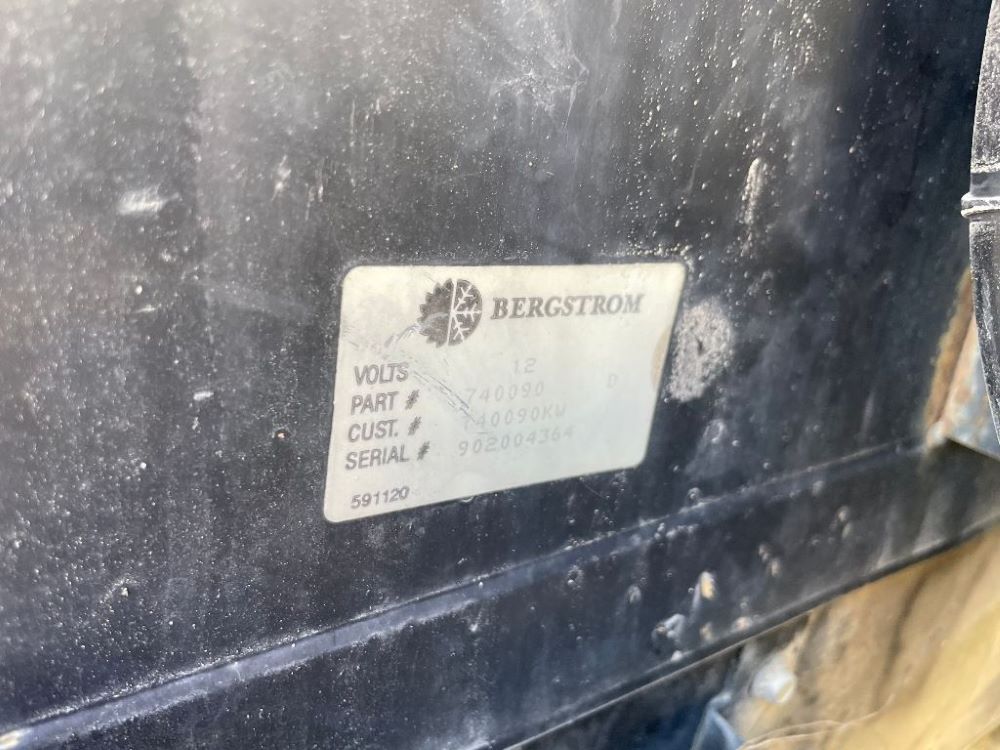 BERGSTROM
VOLTS 12
PART # 740090 D
CUST. # 740090KW
SERIAL # 902004364
591120